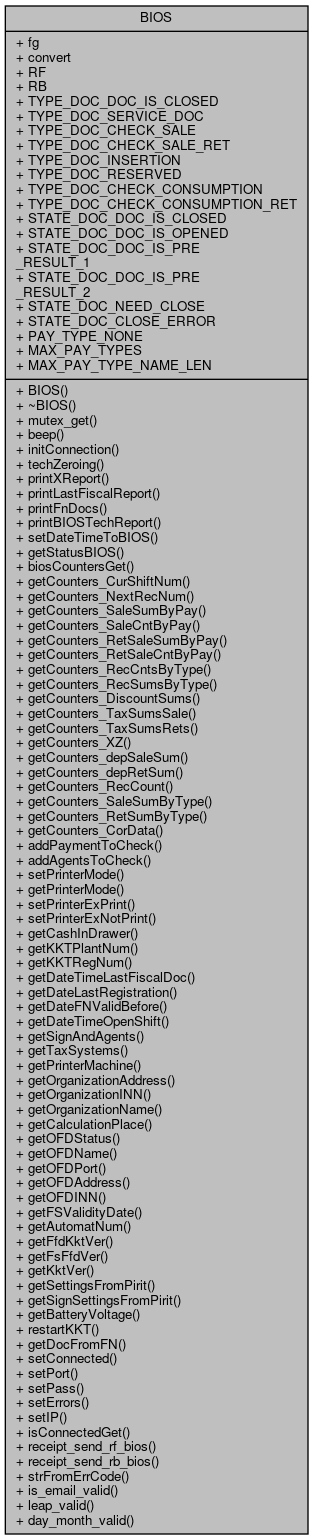 BIOS
+ fg
+ convert
+ RF
+ RB
+ TYPE_DOC_DOC_IS_CLOSED
+ TYPE_DOC_SERVICE_DOC
+ TYPE_DOC_CHECK_SALE
+ TYPE_DOC_CHECK_SALE_RET
+ TYPE_DOC_INSERTION
+ TYPE_DOC_RESERVED
+ TYPE_DOC_CHECK_CONSUMPTION
+ TYPE_DOC_CHECK_CONSUMPTION_RET
+ STATE_DOC_DOC_IS_CLOSED
+ STATE_DOC_DOC_IS_OPENED
+ STATE_DOC_DOC_IS_PRE
_RESULT_1
+ STATE_DOC_DOC_IS_PRE
_RESULT_2
+ STATE_DOC_NEED_CLOSE
+ STATE_DOC_CLOSE_ERROR
+ PAY_TYPE_NONE
+ MAX_PAY_TYPES
+ MAX_PAY_TYPE_NAME_LEN
+ BIOS()
+ ~BIOS()
+ mutex_get()
+ beep()
+ initConnection()
+ techZeroing()
+ printXReport()
+ printLastFiscalReport()
+ printFnDocs()
+ printBIOSTechReport()
+ setDateTimeToBIOS()
+ getStatusBIOS()
+ biosCountersGet()
+ getCounters_CurShiftNum()
+ getCounters_NextRecNum()
+ getCounters_SaleSumByPay()
+ getCounters_SaleCntByPay()
+ getCounters_RetSaleSumByPay()
+ getCounters_RetSaleCntByPay()
+ getCounters_RecCntsByType()
+ getCounters_RecSumsByType()
+ getCounters_DiscountSums()
+ getCounters_TaxSumsSale()
+ getCounters_TaxSumsRets()
+ getCounters_XZ()
+ getCounters_depSaleSum()
+ getCounters_depRetSum()
+ getCounters_RecCount()
+ getCounters_SaleSumByType()
+ getCounters_RetSumByType()
+ getCounters_CorData()
+ addPaymentToCheck()
+ addAgentsToCheck()
+ setPrinterMode()
+ getPrinterMode()
+ setPrinterExPrint()
+ setPrinterExNotPrint()
+ getCashInDrawer()
+ getKKTPlantNum()
+ getKKTRegNum()
+ getDateTimeLastFiscalDoc()
+ getDateLastRegistration()
+ getDateFNValidBefore()
+ getDateTimeOpenShift()
+ getSignAndAgents()
+ getTaxSystems()
+ getPrinterMachine()
+ getOrganizationAddress()
+ getOrganizationINN()
+ getOrganizationName()
+ getCalculationPlace()
+ getOFDStatus()
+ getOFDName()
+ getOFDPort()
+ getOFDAddress()
+ getOFDINN()
+ getFSValidityDate()
+ getAutomatNum()
+ getFfdKktVer()
+ getFsFfdVer()
+ getKktVer()
+ getSettingsFromPirit()
+ getSignSettingsFromPirit()
+ getBatteryVoltage()
+ restartKKT()
+ getDocFromFN()
+ setConnected()
+ setPort()
+ setPass()
+ setErrors()
+ setIP()
+ isConnectedGet()
+ receipt_send_rf_bios()
+ receipt_send_rb_bios()
+ strFromErrCode()
+ is_email_valid()
+ leap_valid()
+ day_month_valid()